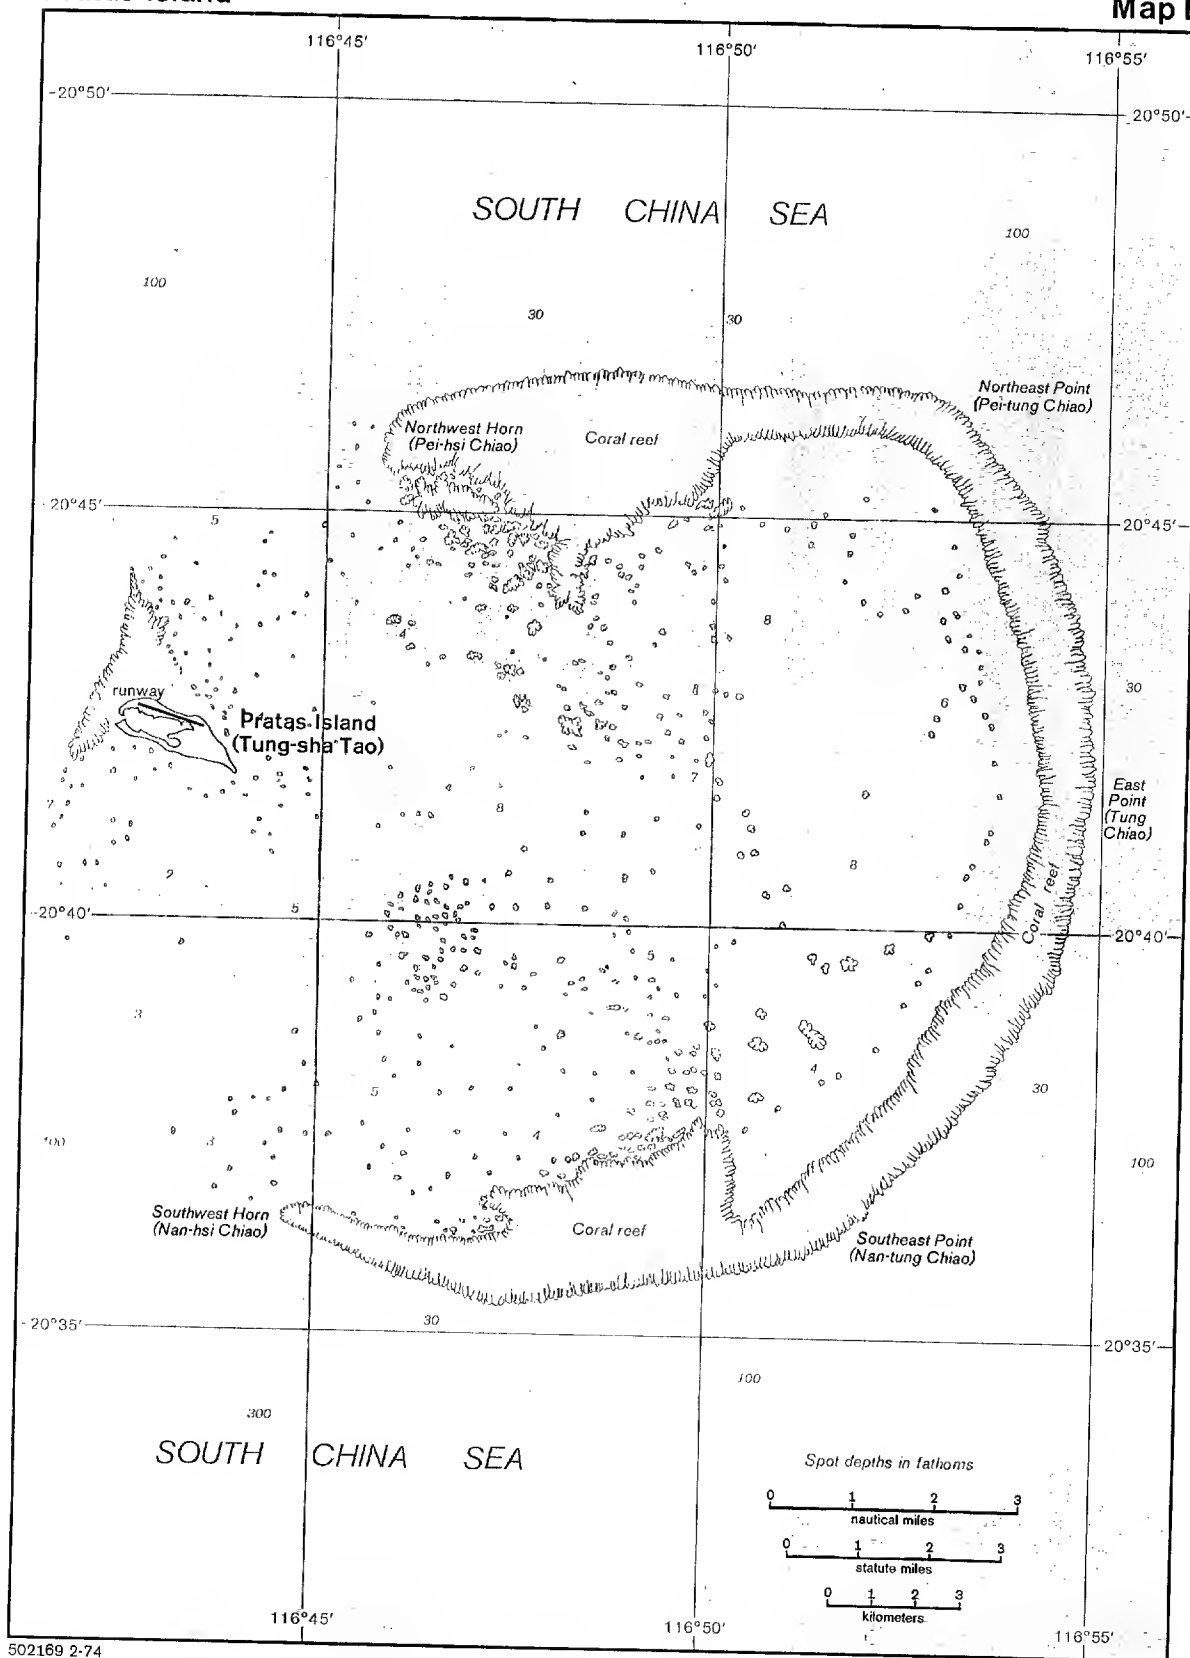 Island
Map
116°45'
116°50'
116°55'
20°50'
20°50'
SOUTH CHINA SEA
100
100
30
30
Northeast Point
(Pei-tung Chiao)
Northwest Horn
(Pei-hsi Chiao)
Coral reef
20°45'
5
20°45'
4
8
8
6
30
runway
Pratas Island
(Tung-sha Tao)
7
7
8
East
Point
(Tung
Chiao)
8
Coral reef
20°40'
5
20°40'
5
3
4
5
30
100
3
4
100
Southwest Horn
(Nan-hsi Chiao)
Coral reef
Southeast Point
(Nan-tung Chiao)
20°35'
30
20°35'
100
300
SOUTH CHINA SEA
Spot depths in fathoms
0 1 2 3
nautical miles
0 1 2 3
statute miles
0 1 2 3
kilometers
116°45'
116°50'
116°55'
502169 2-74